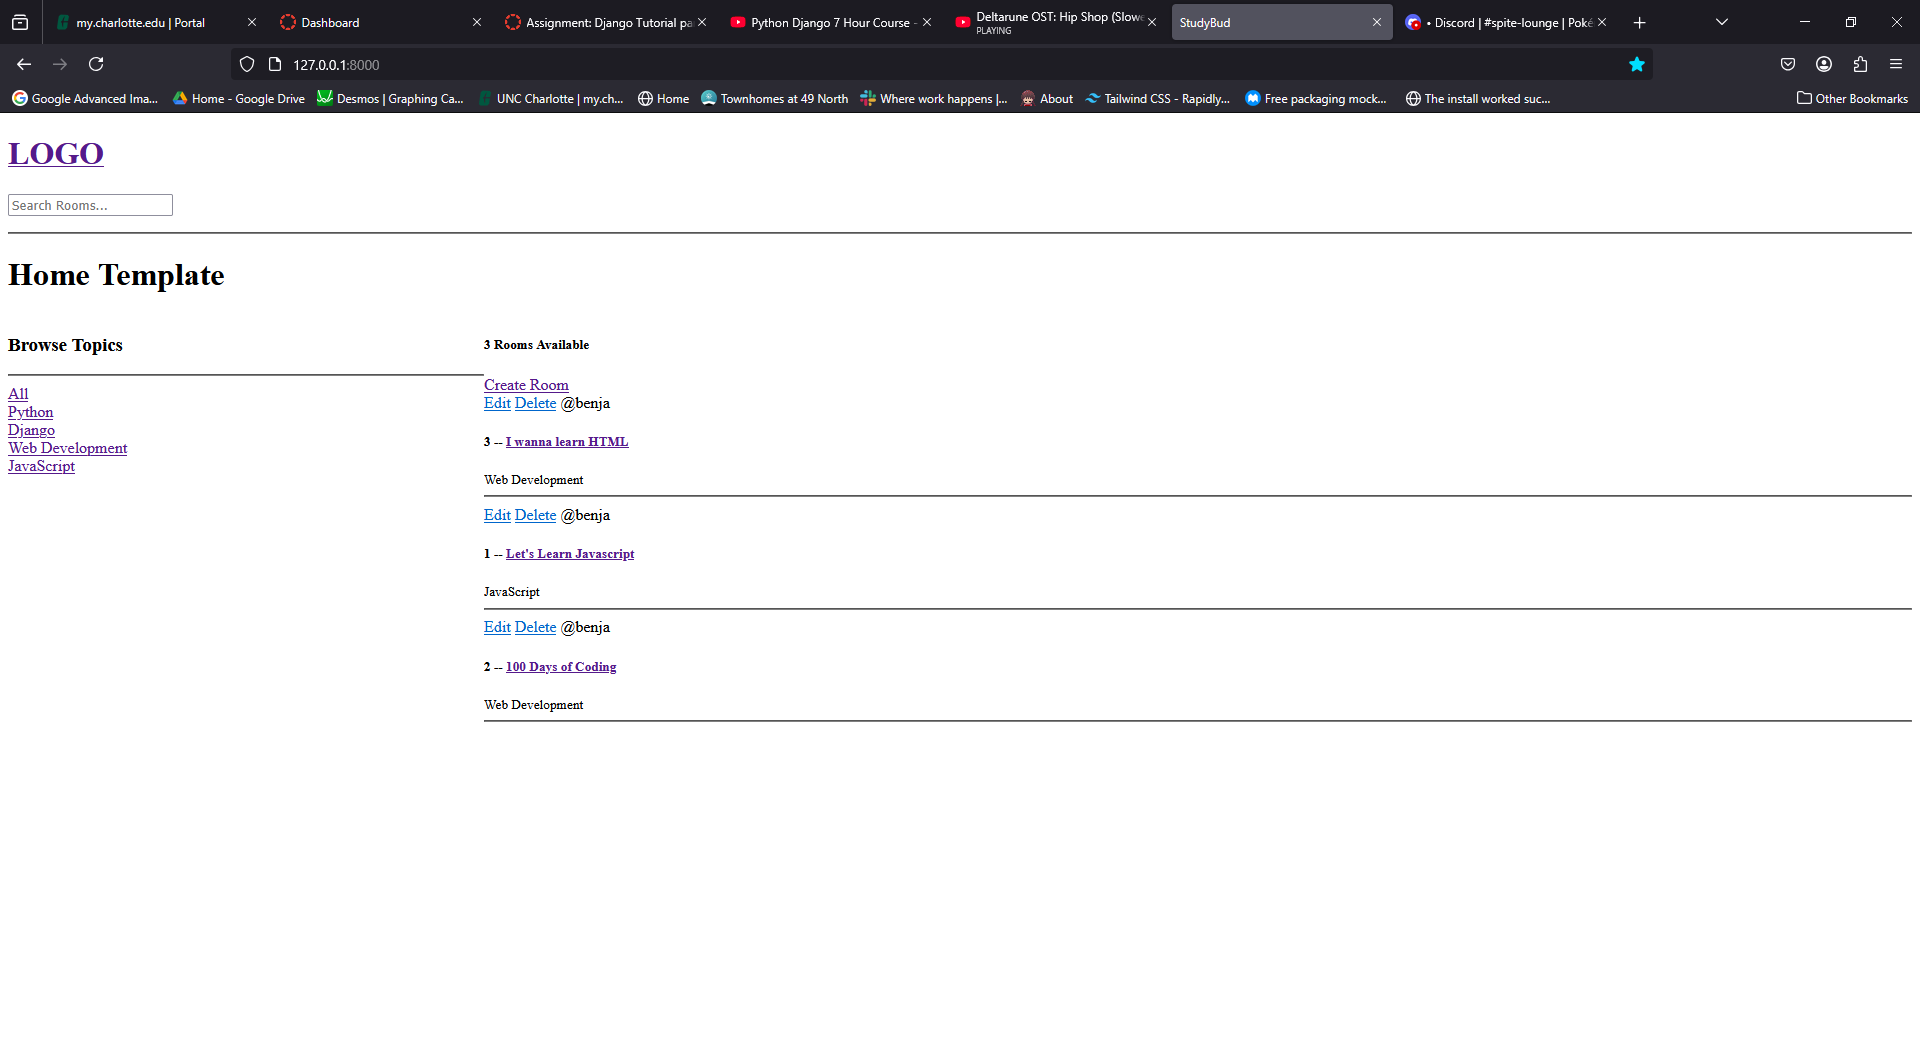 my.charlotte.edu | Portal
Dashboard
Assignment: Django Tutorial pa
Python Django 7 Hour Course -
Deltarune OST: Hip Shop (Slowe
PLAYING
StudyBud
• Discord | #spite-lounge | Poké
127.0.0.1:8000
Google Advanced Ima...
Home - Google Drive
Desmos | Graphing Ca...
UNC Charlotte | my.ch...
Home
Townhomes at 49 North
Where work happens |...
About
Tailwind CSS - Rapidly...
Free packaging mock...
The install worked suc...
Other Bookmarks
LOGO
Search Rooms...
Home Template
Browse Topics
All
Python
Django
Web Development
JavaScript
3 Rooms Available
Create Room
Edit Delete @benja
3 -- I wanna learn HTML
Web Development
Edit Delete @benja
1 -- Let's Learn Javascript
JavaScript
Edit Delete @benja
2 -- 100 Days of Coding
Web Development